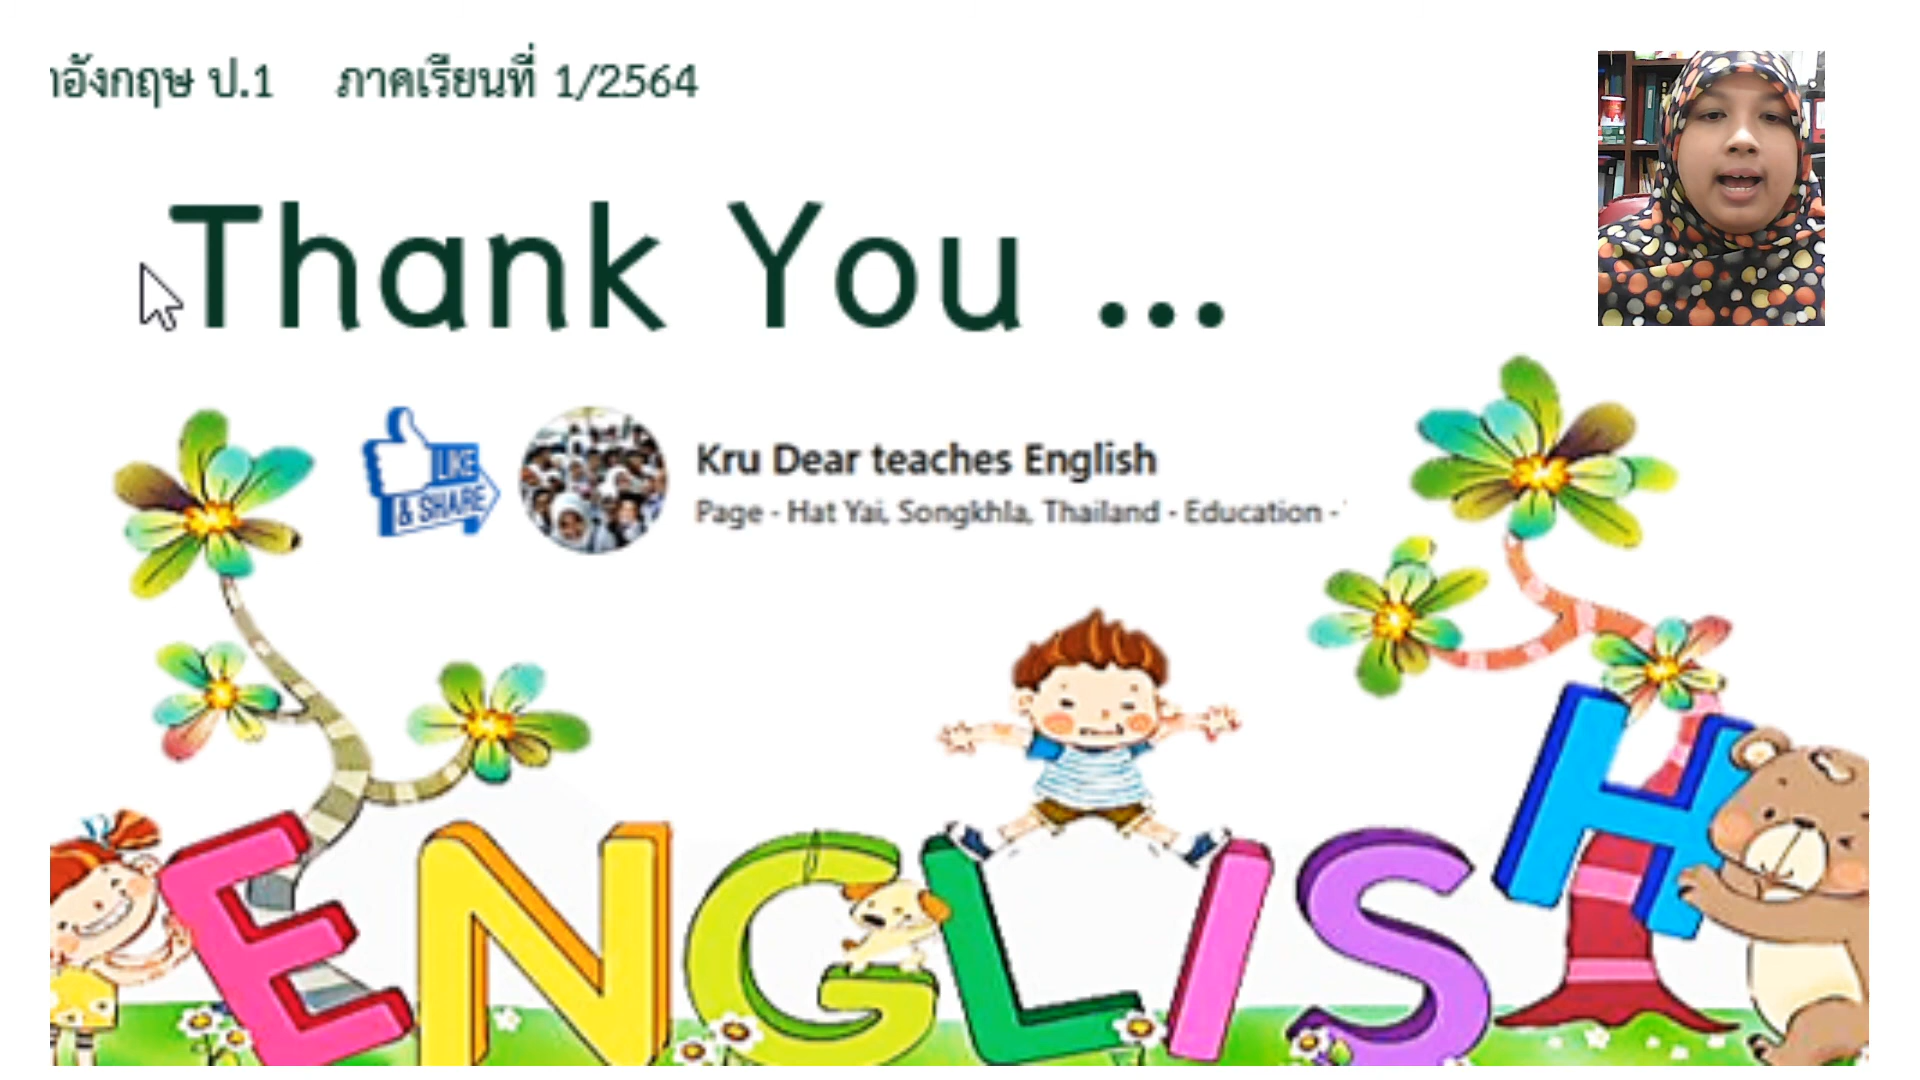 อังกฤษ ป.1 ภาคเรียนที่ 1/2564
Thank You ...
LIKE
& SHARE
Kru Dear teaches English
Page - Hat Yai, Songkhla, Thailand - Education -
ENGLISH